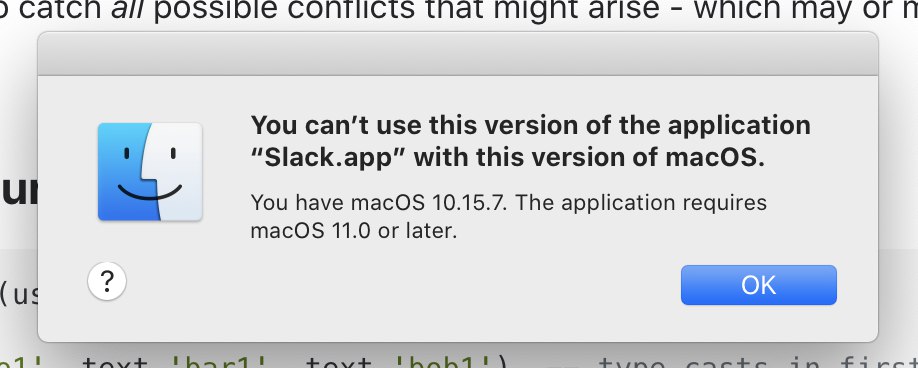 o catch all possible conflicts that might arise - which may or m
You can’t use this version of the application
“Slack.app” with this version of macOS.
ur
You have macOS 10.15.7. The application requires
macOS 11.0 or later.
?
(us
OK
o1', text 'bar1', text 'bob1') -- type casts in first